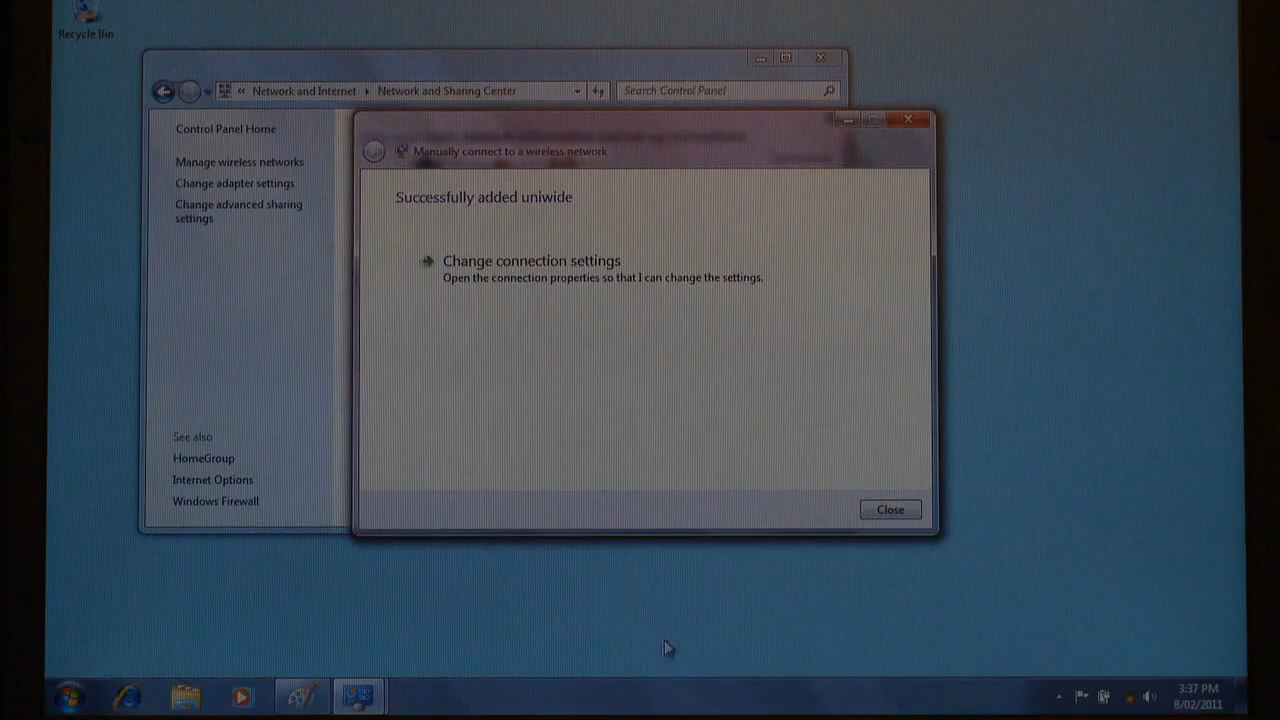 Recycle Bin
« Network and Internet
Network and Sharing Center
Search Control Panel
Control Panel Home
Manage wireless networks
Change adapter settings
Change advanced sharing
settings
See also
HomeGroup
Internet Options
Windows Firewall
Manually connect to a wireless network
Successfully added uniwide
Change connection settings
Open the connection properties so that I can change the settings.
Close
3:37 PM
8/02/2011